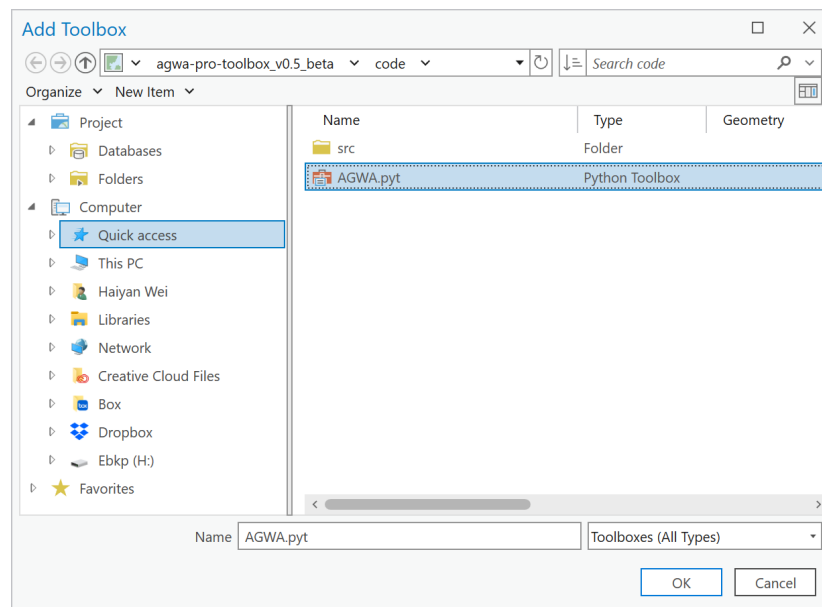 Add Toolbox
agwa-pro-toolbox_v0.5_beta code Search code
Organize New Item
Project
Databases
Folders
Computer
Quick access
This PC
Haiyan Wei
Libraries
Network
Creative Cloud Files
box Box
Dropbox
Ebkp (H:)
Favorites
Name Type Geometry
src Folder
AGWA.pyt Python Toolbox
Name AGWA.pyt Toolboxes (All Types)
OK Cancel